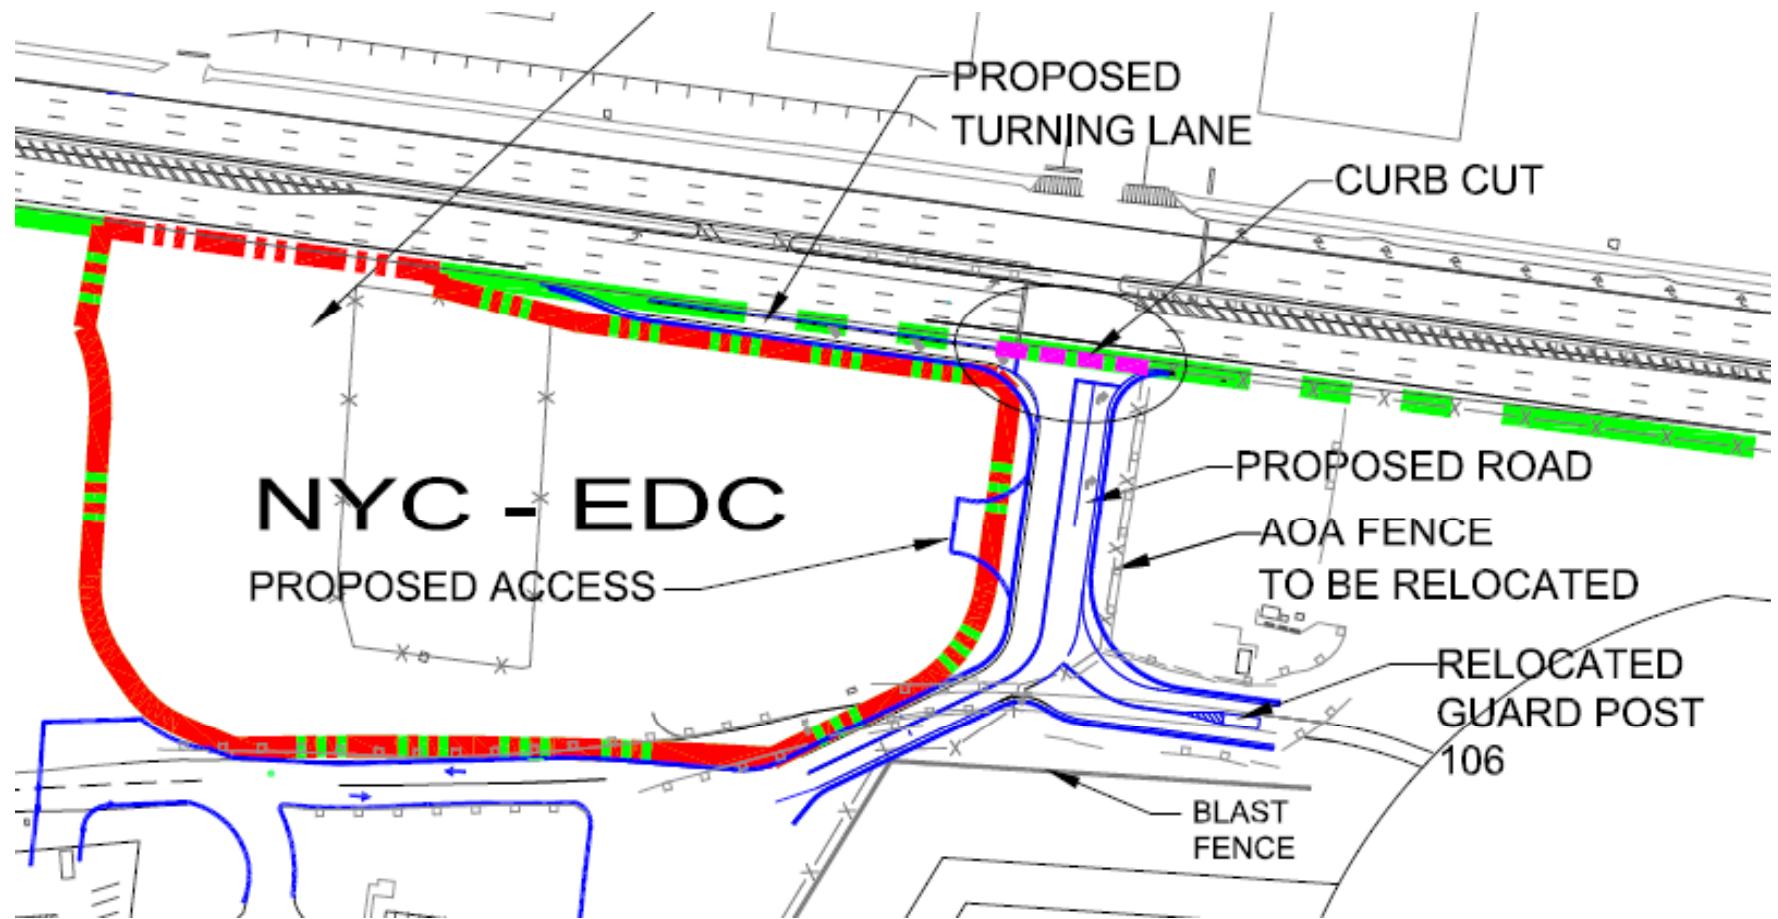 PROPOSED
TURNING LANE
CURB CUT
NYC - EDC
PROPOSED ROAD
AOA FENCE
TO BE RELOCATED
PROPOSED ACCESS
RELOCATED
GUARD POST
106
BLAST
FENCE